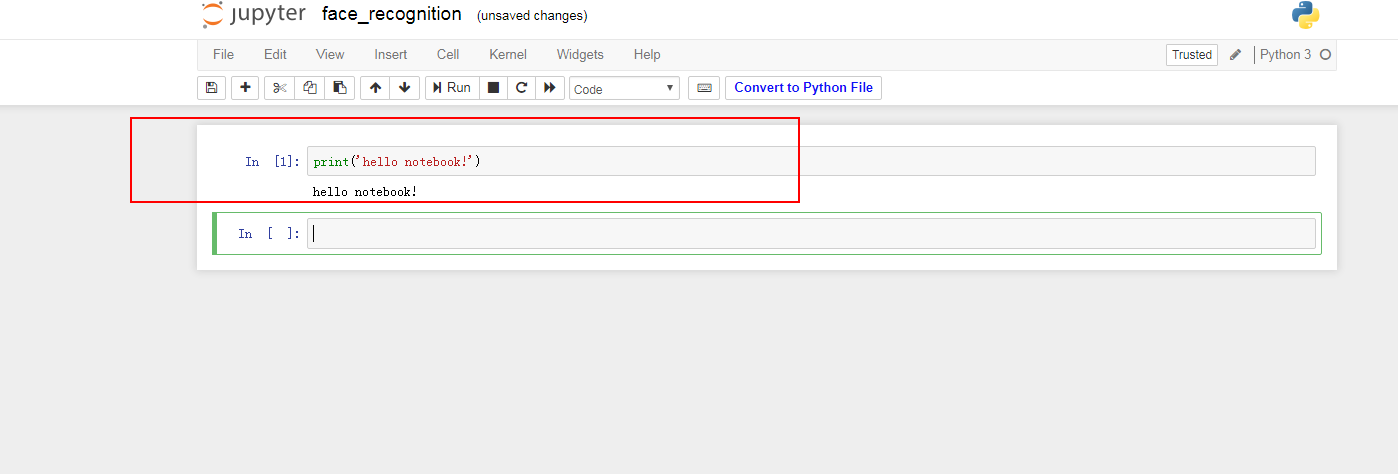 jupyter face_recognition (unsaved changes)
File Edit View Insert Cell Kernel Widgets Help Trusted Python 3
Run Code Convert to Python File
In [1]: print('hello notebook!')
hello notebook!
In [ ]: